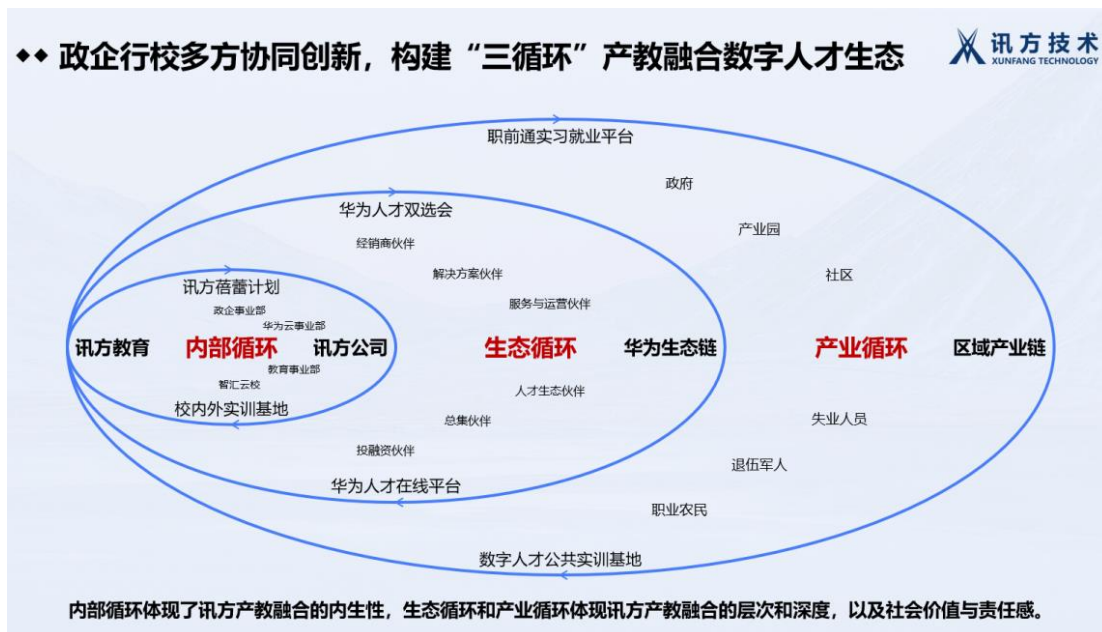 政企行校多方协同创新，构建“三循环”产教融合数字人才生态
讯方技术
XUNFANG TECHNOLOGY
职前通实习就业平台
政府
华为人才双选会
产业园
经销商伙伴
解决方案伙伴
社区
讯方蓓蕾计划
服务与运营伙伴
政企事业部
华为云事业部
讯方教育
内部循环
讯方公司
生态循环
华为生态链
产业循环
区域产业链
教育事业部
智汇云校
人才生态伙伴
校内外实训基地
总集伙伴
失业人员
投融资伙伴
退伍军人
华为人才在线平台
职业农民
数字人才公共实训基地
内部循环体现了讯方产教融合的内生性，生态循环和产业循环体现讯方产教融合的层次和深度，以及社会价值与责任感。